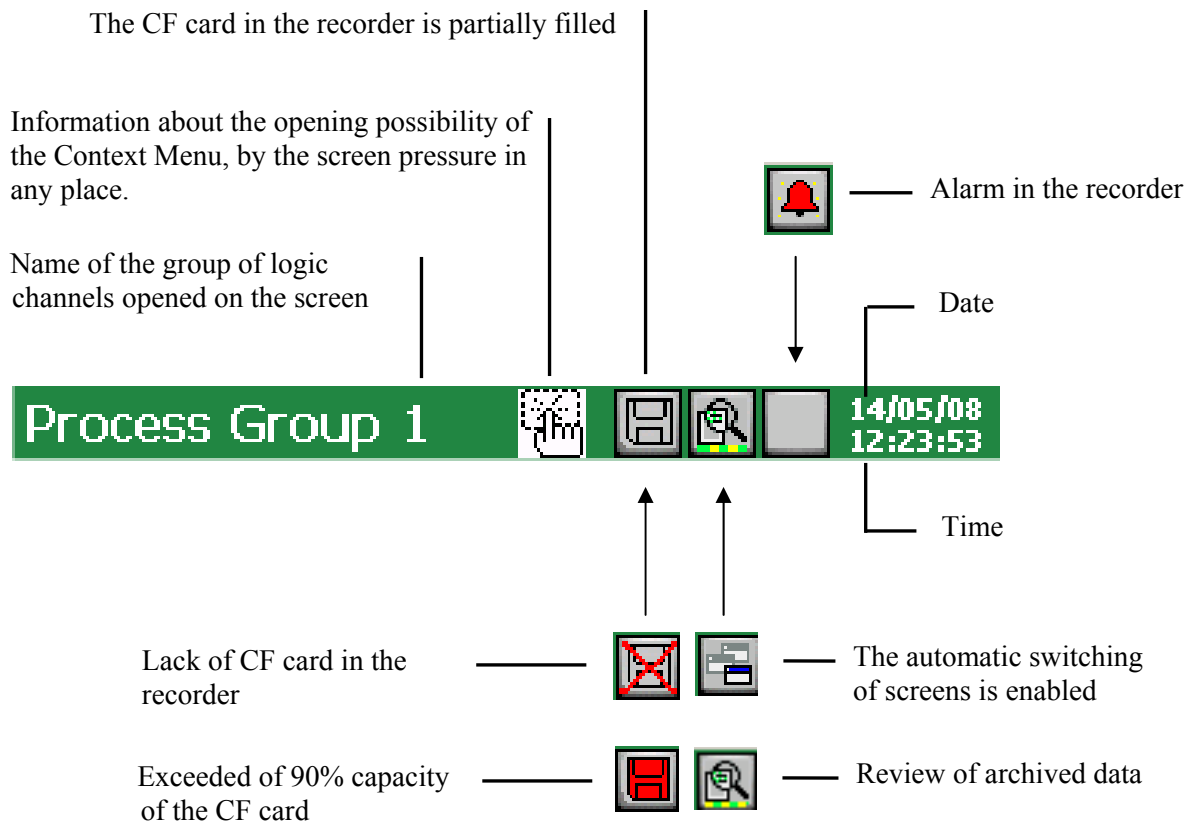 The CF card in the recorder is partially filled
Information about the opening possibility of
the Context Menu, by the screen pressure in
any place.
Alarm in the recorder
Name of the group of logic
channels opened on the screen
Date
Process Group 1
14/05/08
12:23:53
Time
Lack of CF card in the
recorder
The automatic switching
of screens is enabled
Exceeded of 90% capacity
of the CF card
Review of archived data